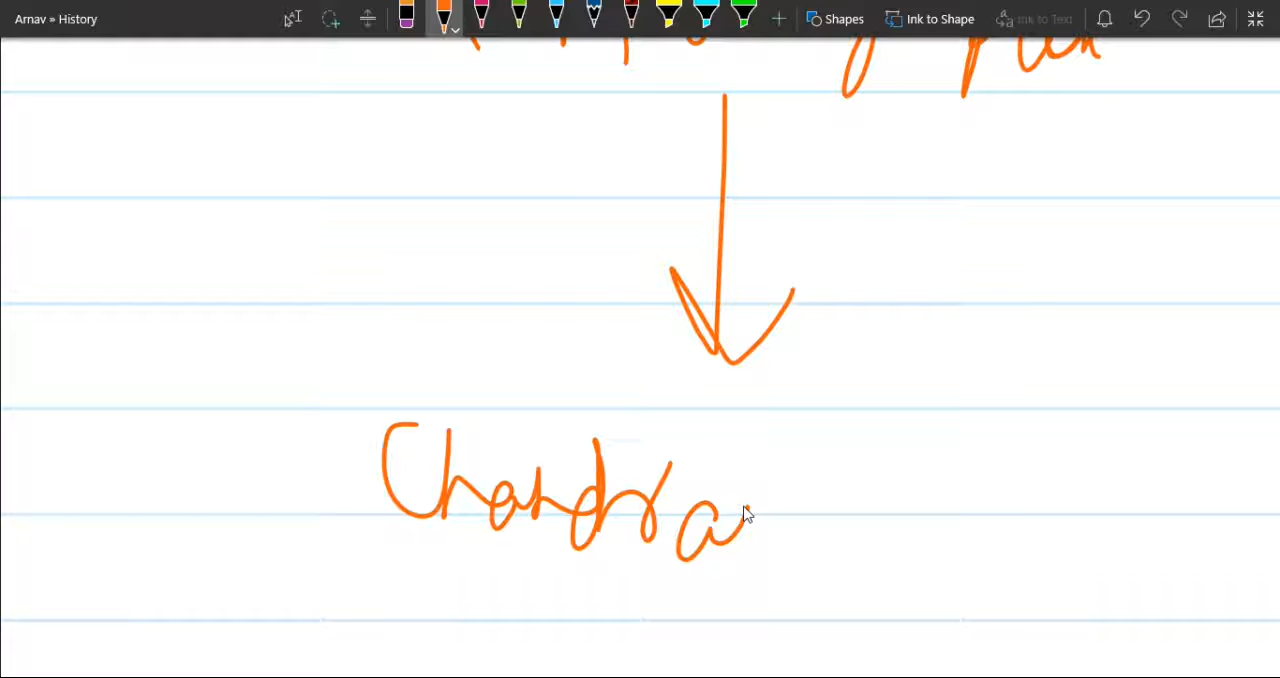 Arnav » History
Shapes
Ink to Shape
Ink to Text
Chandra